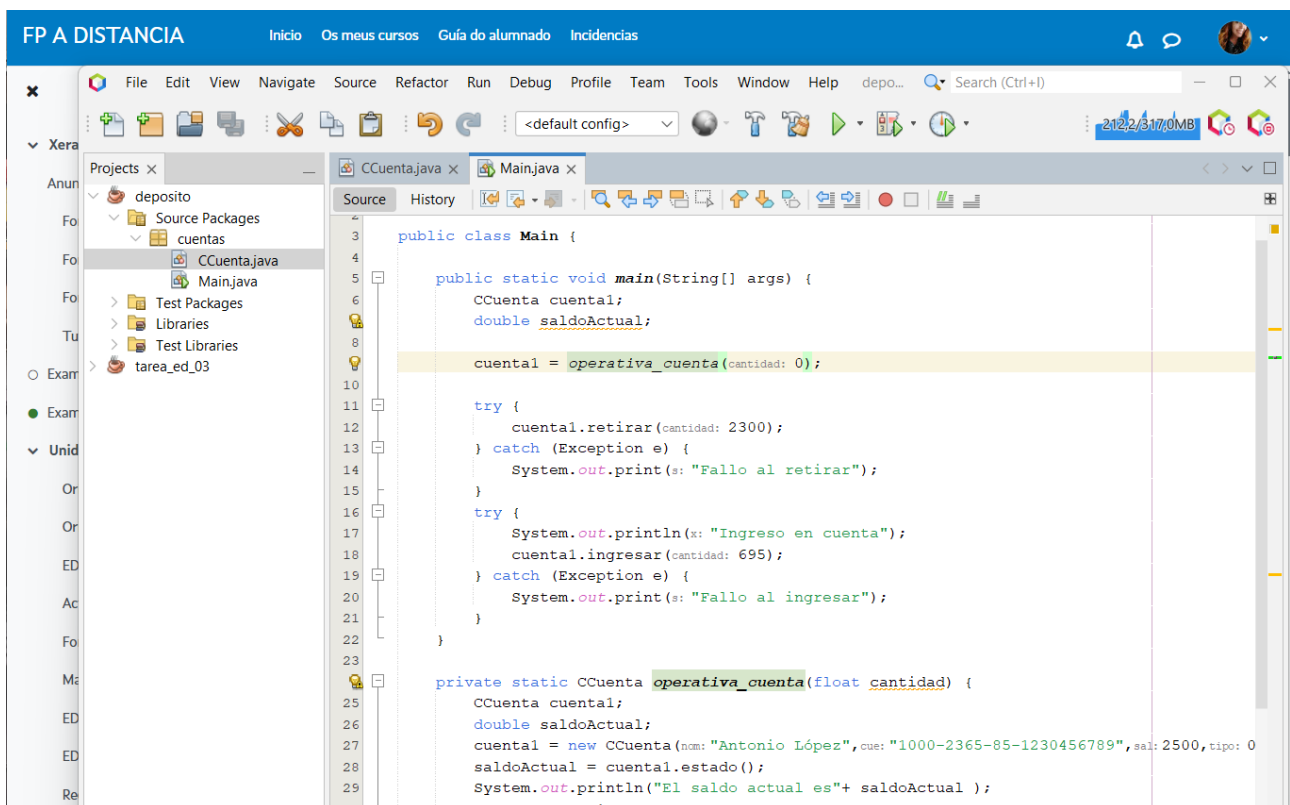 FP A DISTANCIA Inicio Os meus cursos Guía do alumnado Incidencias
File Edit View Navigate Source Refactor Run Debug Profile Team Tools Window Help depo... Search (Ctrl+I)
<default config> 212,2/317,0MB
Xera
Anun
Fo
Fo
Fo
Tu
Exam
Exam
Unid
Or
Or
ED
Ac
Fo
Ma
ED
ED
Re
Projects
deposito
Source Packages
cuentas
CCuenta.java
Main.java
Test Packages
Libraries
Test Libraries
tarea_ed_03
CCuenta.java Main.java
Source History
2
3 public class Main {
4
5 public static void main(String[] args) {
6 CCuenta cuenta1;
double saldoActual;
8
cuenta1 = operativa_cuenta(cantidad: 0);
10
11 try {
12 cuenta1.retirar(cantidad: 2300);
13 } catch (Exception e) {
14 System.out.print(s: "Fallo al retirar");
15 }
16 try {
17 System.out.println(x: "Ingreso en cuenta");
18 cuenta1.ingresar(cantidad: 695);
19 } catch (Exception e) {
20 System.out.print(s: "Fallo al ingresar");
21 }
22 }
23
private static CCuenta operativa_cuenta(float cantidad) {
25 CCuenta cuenta1;
26 double saldoActual;
27 cuenta1 = new CCuenta(nom: "Antonio López",cue: "1000-2365-85-1230456789",sal: 2500,tipo: 0
28 saldoActual = cuenta1.estado();
29 System.out.println("El saldo actual es"+ saldoActual );